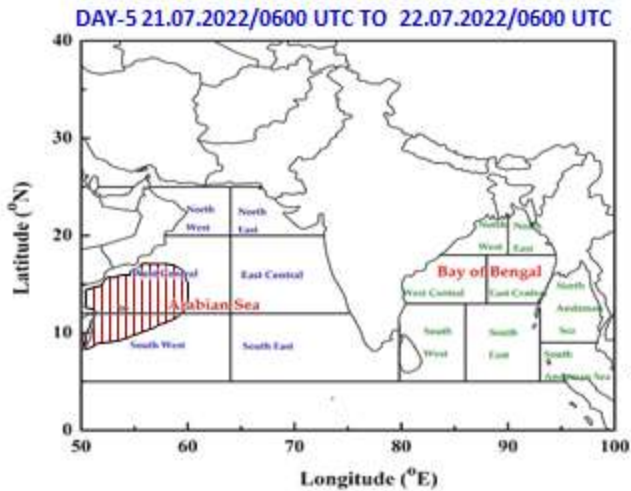 DAY-5 21.07.2022/0600 UTC TO 22.07.2022/0600 UTC
40
30
20
10
0
Latitude (°N)
North
West
North
East
North
West
North
East
West Central
East Central
Arabian Sea
South West
South East
Bay of Bengal
West Central
East Central
South
West
South
East
North
Andaman
Sea
South
Andaman Sea
50
60
70
80
90
100
Longitude (°E)